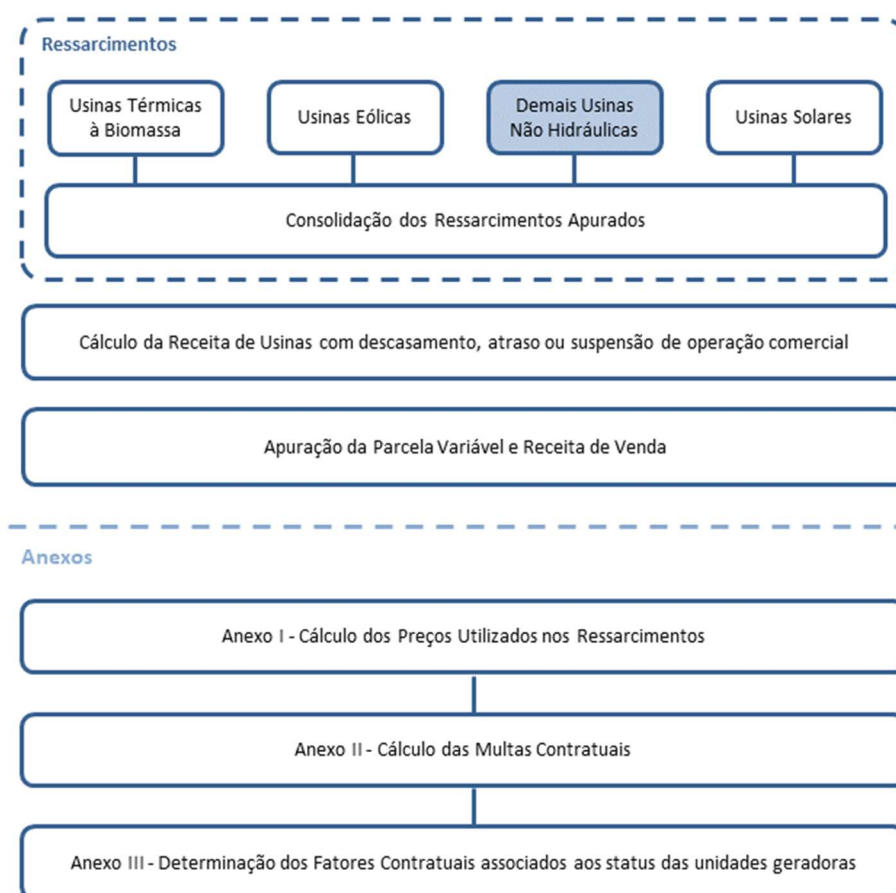 Ressarcimentos
Usinas Térmicas
à Biomassa
Usinas Eólicas
Demais Usinas
Não Hidráulicas
Usinas Solares
Consolidação dos Ressarcimentos Apurados
Cálculo da Receita de Usinas com descasamento, atraso ou suspensão de operação comercial
Apuração da Parcela Variável e Receita de Venda
Anexos
Anexo I - Cálculo dos Preços Utilizados nos Ressarcimentos
Anexo II - Cálculo das Multas Contratuais
Anexo III - Determinação dos Fatores Contratuais associados aos status das unidades geradoras